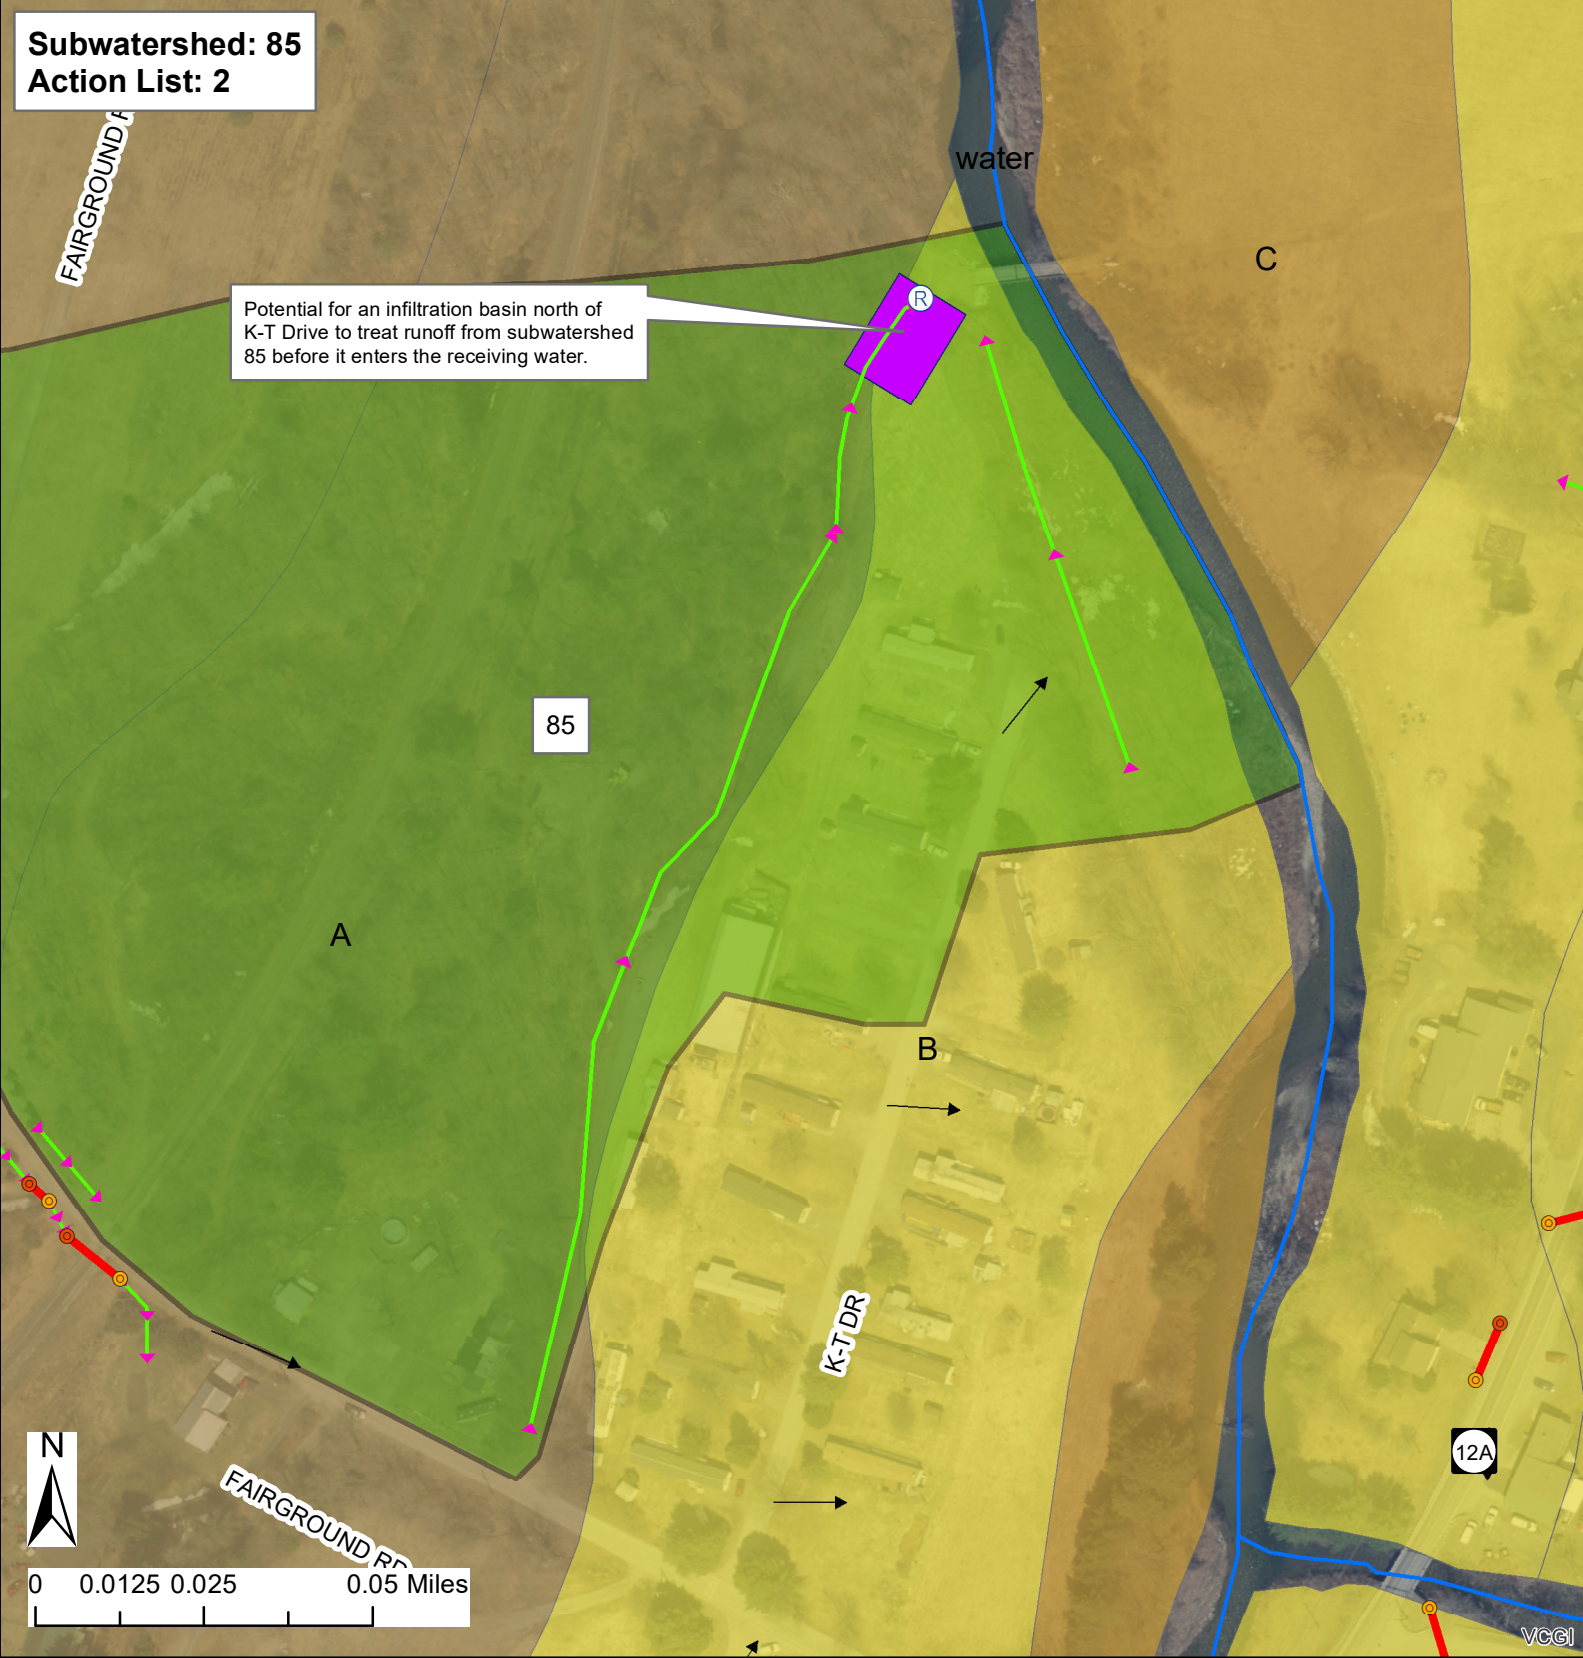 Subwatershed: 85
Action List: 2
FAIRGROUND R
water
C
R
Potential for an infiltration basin north of
K-T Drive to treat runoff from subwatershed
85 before it enters the receiving water.
85
A
B
K-T DR
12A
N
FAIRGROUND RD
0 0.0125 0.025 0.05 Miles
VCGI